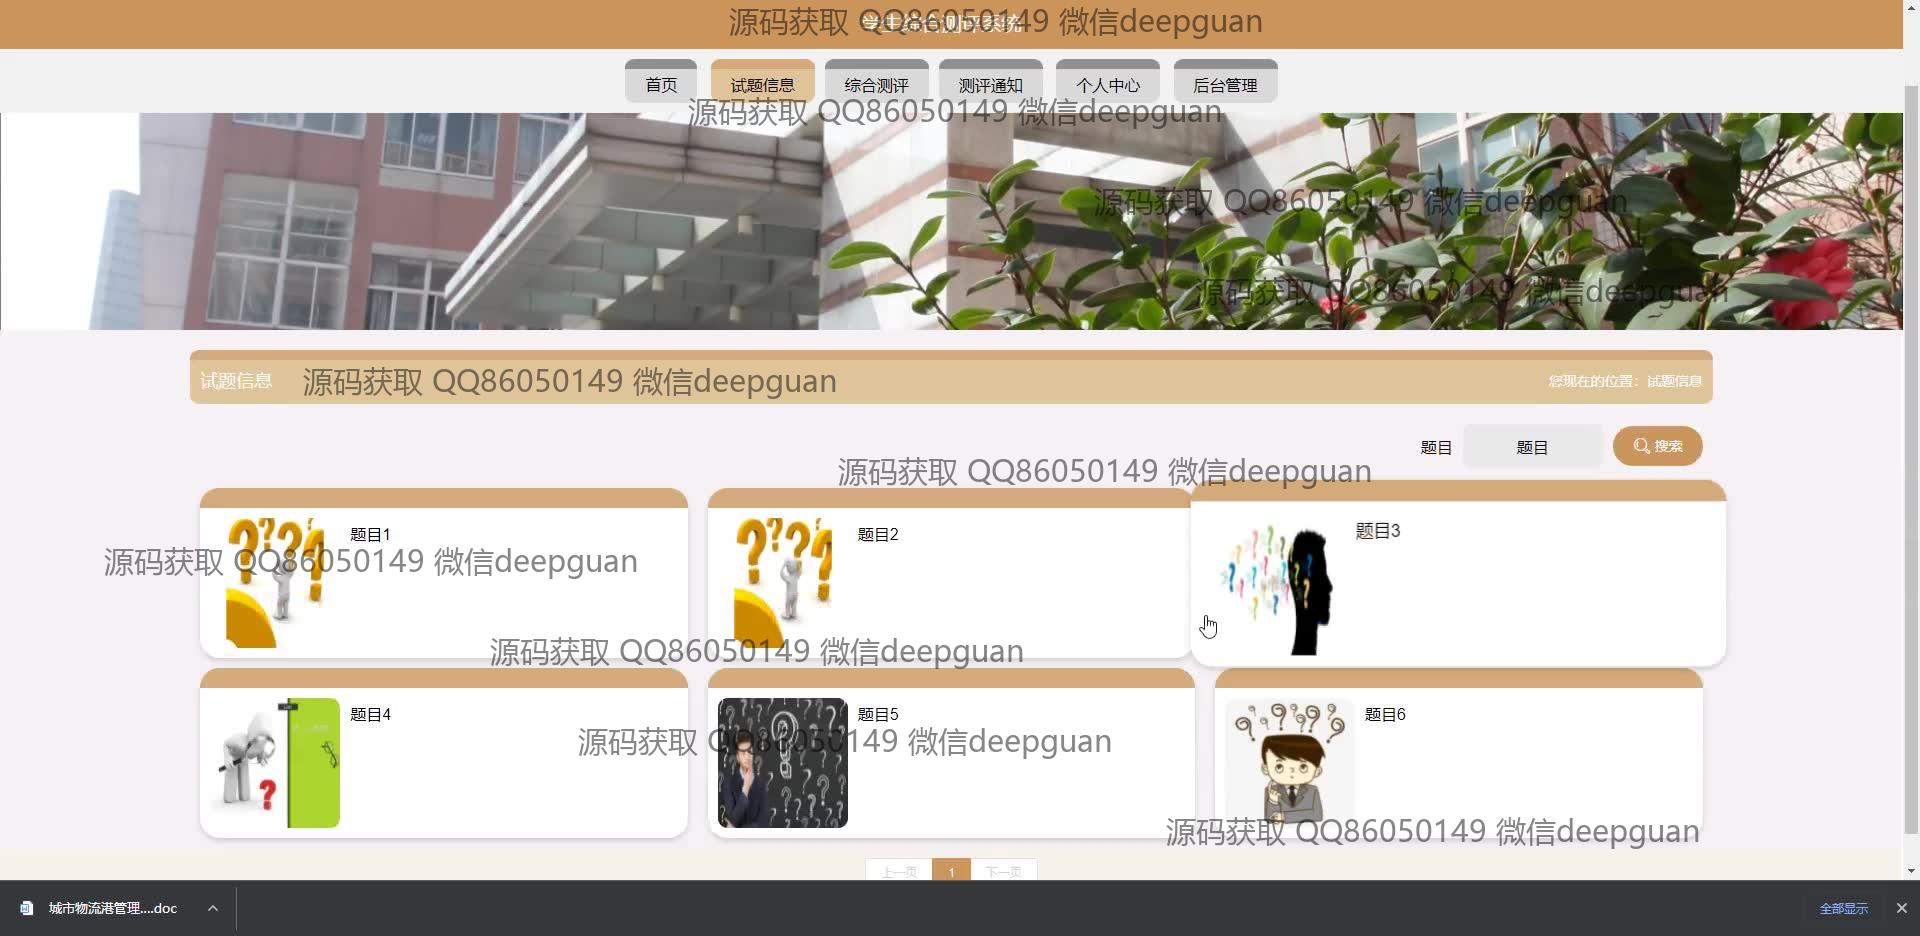 学生综合测评系统
源码获取 QQ86050149 微信deepguan
首页
试题信息
综合测评
测评通知
个人中心
后台管理
源码获取 QQ86050149 微信deepguan
源码获取 QQ86050149 微信deepguan
源码获取 QQ86050149 微信deepguan
试题信息
源码获取 QQ86050149 微信deepguan
您现在的位置：试题信息
题目
题目
搜索
源码获取 QQ86050149 微信deepguan
题目1
题目2
题目3
源码获取 QQ86050149 微信deepguan
源码获取 QQ86050149 微信deepguan
题目4
题目5
题目6
源码获取 QQ86050149 微信deepguan
源码获取 QQ86050149 微信deepguan
上一页
1
下一页
城市物流港管理....doc
全部显示